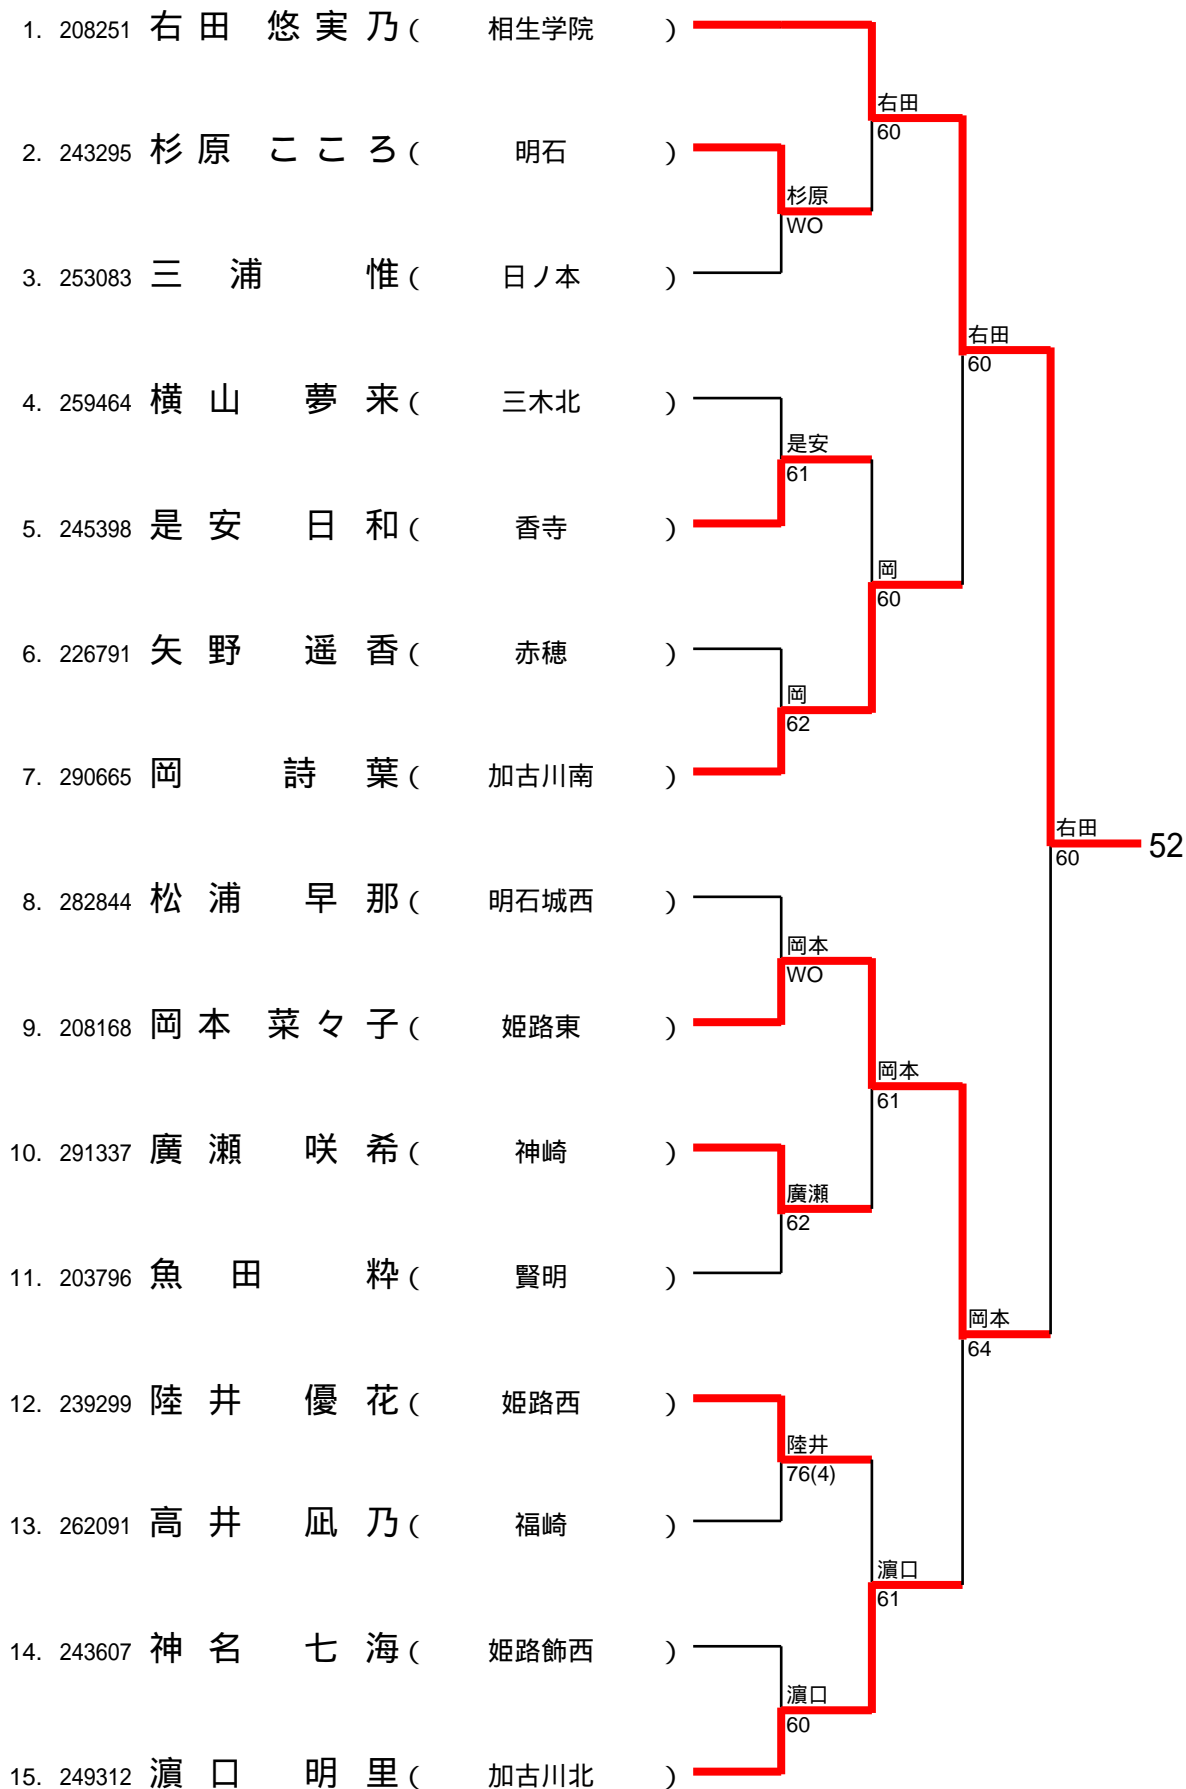 1. 208251 右田 悠実乃 ( 相生学院 )
右田
60
2. 243295 杉原 こころ ( 明石 )
杉原
WO
3. 253083 三浦 惟 ( 日ノ本 )
右田
60
4. 259464 横山 夢来 ( 三木北 )
是安
61
5. 245398 是安 日和 ( 香寺 )
岡
60
6. 226791 矢野 遥香 ( 赤穂 )
岡
62
7. 290665 岡 詩葉 ( 加古川南 )
右田
60
52
8. 282844 松浦 早那 ( 明石城西 )
岡本
WO
9. 208168 岡本 菜々子 ( 姫路東 )
岡本
61
10. 291337 廣瀬 咲希 ( 神崎 )
廣瀬
62
11. 203796 魚田 粋 ( 賢明 )
岡本
64
12. 239299 陸井 優花 ( 姫路西 )
陸井
76(4)
13. 262091 高井 凪乃 ( 福崎 )
濵口
61
14. 243607 神名 七海 ( 姫路飾西 )
濵口
60
15. 249312 濵口 明里 ( 加古川北 )